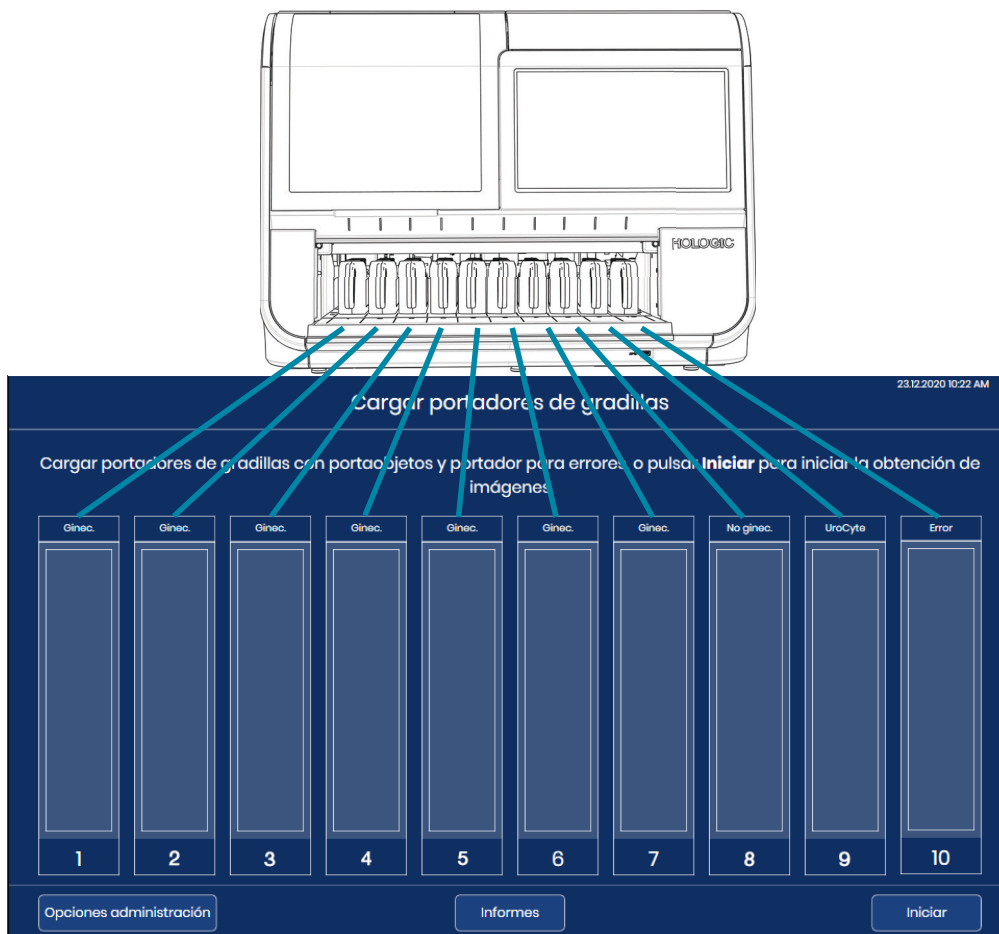 HOLOGIC
23.12.2020 10:22 AM
Cargar portadores de gradillas
Cargar portadores de gradillas con portaobjetos y portador para errores, o pulsar Iniciar para iniciar la obtención de
imágenes
Ginec. Ginec. Ginec. Ginec. Ginec. Ginec. Ginec. No ginec. UroCyte Error
1 2 3 4 5 6 7 8 9 10
Opciones administración Informes Iniciar